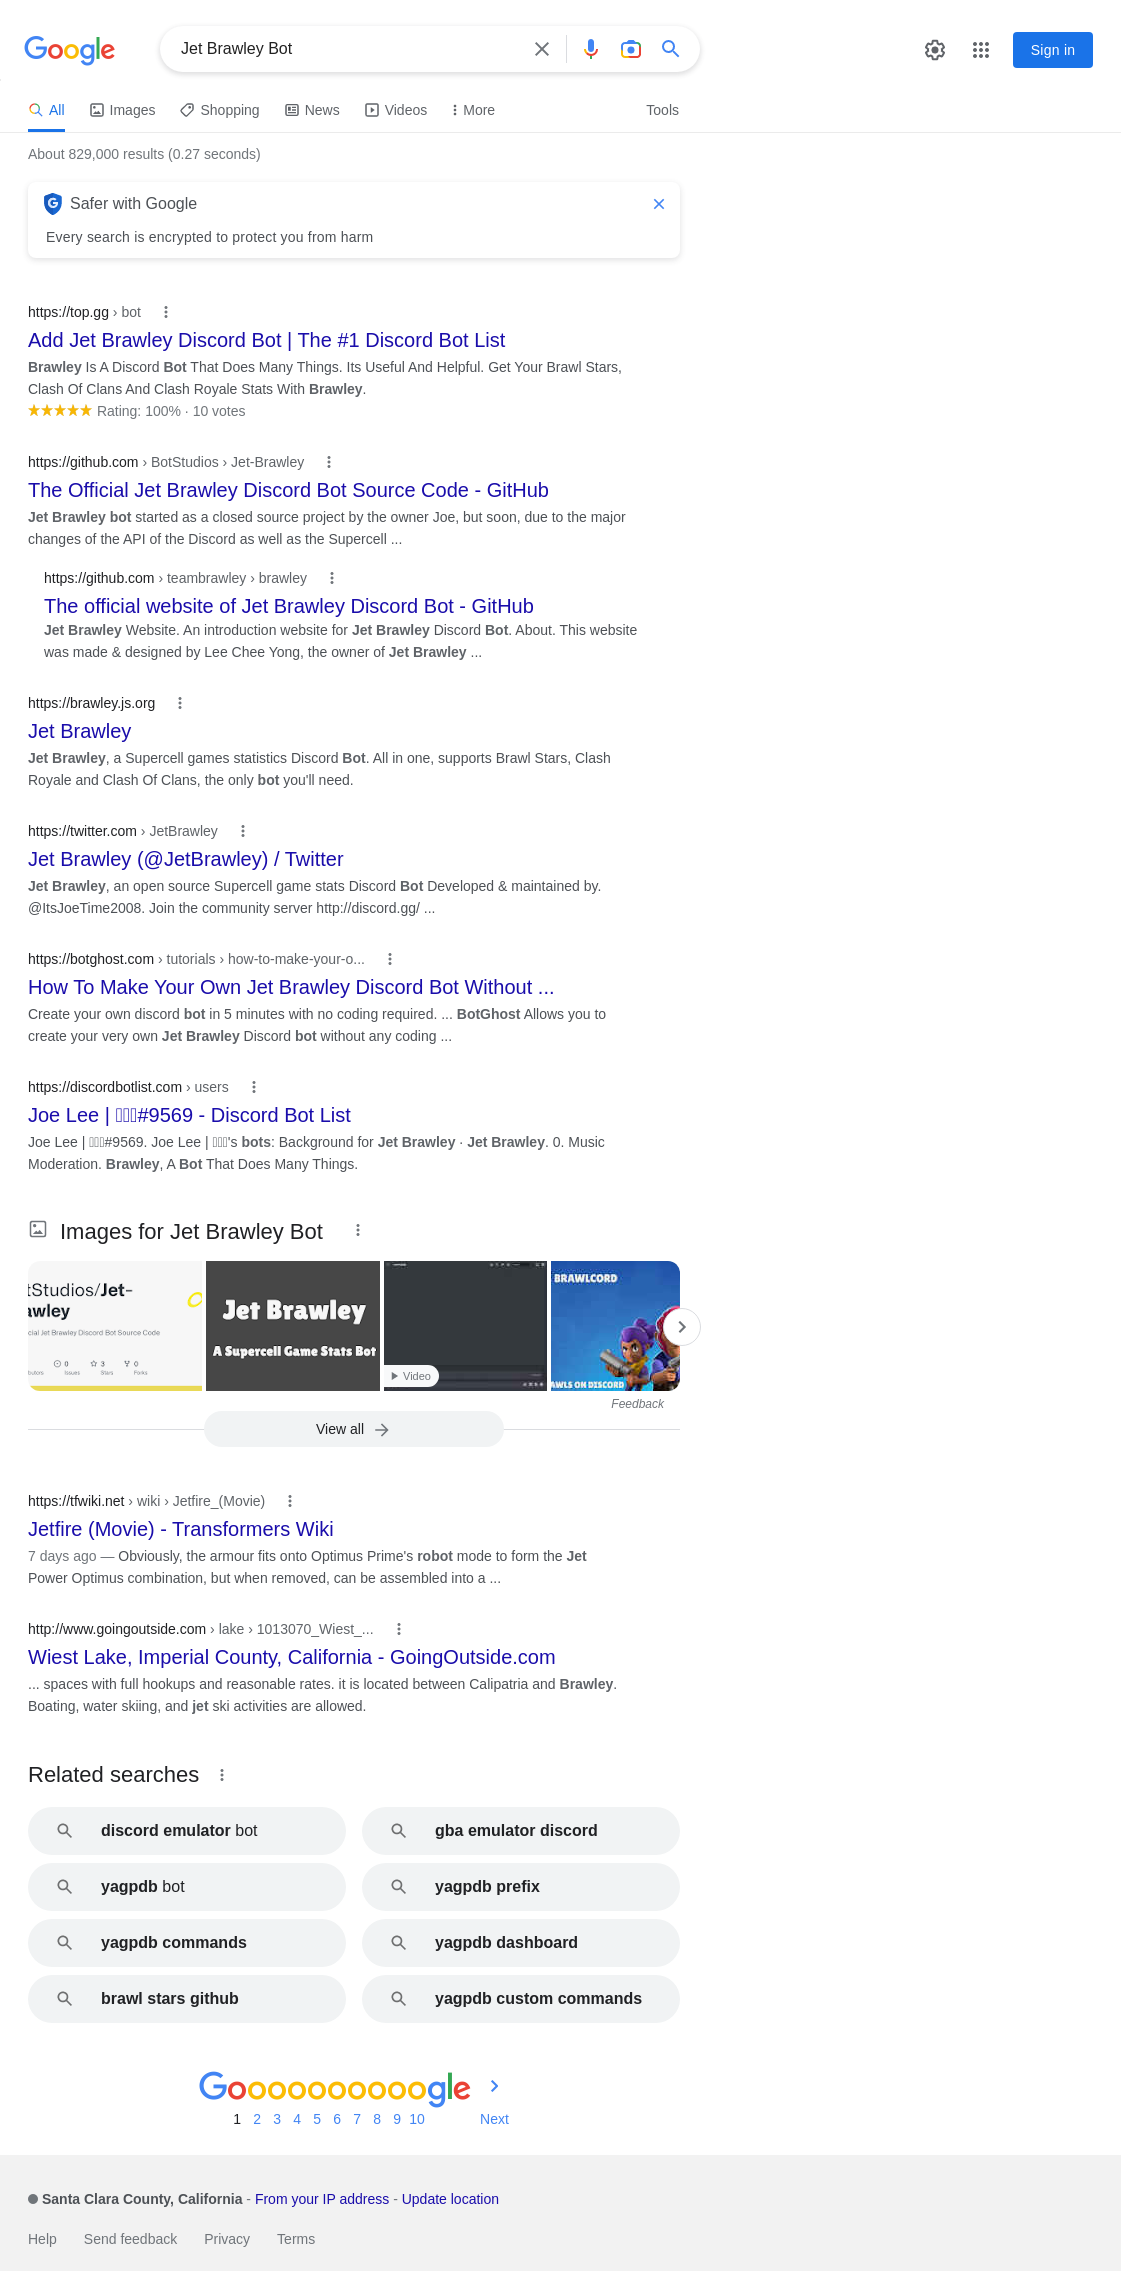 Google
Jet Brawley Bot
Sign in
All
Images
Shopping
News
Videos
More
Tools
About 829,000 results (0.27 seconds)
Safer with Google
Every search is encrypted to protect you from harm
https://top.gg › bot
Add Jet Brawley Discord Bot | The #1 Discord Bot List
Brawley Is A Discord Bot That Does Many Things. Its Useful And Helpful. Get Your Brawl Stars,
Clash Of Clans And Clash Royale Stats With Brawley.
Rating: 100% · 10 votes
https://github.com › BotStudios › Jet-Brawley
The Official Jet Brawley Discord Bot Source Code - GitHub
Jet Brawley bot started as a closed source project by the owner Joe, but soon, due to the major
changes of the API of the Discord as well as the Supercell ...
https://github.com › teambrawley › brawley
The official website of Jet Brawley Discord Bot - GitHub
Jet Brawley Website. An introduction website for Jet Brawley Discord Bot. About. This website
was made & designed by Lee Chee Yong, the owner of Jet Brawley ...
https://brawley.js.org
Jet Brawley
Jet Brawley, a Supercell games statistics Discord Bot. All in one, supports Brawl Stars, Clash
Royale and Clash Of Clans, the only bot you'll need.
https://twitter.com › JetBrawley
Jet Brawley (@JetBrawley) / Twitter
Jet Brawley, an open source Supercell game stats Discord Bot Developed & maintained by.
@ItsJoeTime2008. Join the community server http://discord.gg/ ...
https://botghost.com › tutorials › how-to-make-your-o...
How To Make Your Own Jet Brawley Discord Bot Without ...
Create your own discord bot in 5 minutes with no coding required. ... BotGhost Allows you to
create your very own Jet Brawley Discord bot without any coding ...
https://discordbotlist.com › users
Joe Lee | #9569 - Discord Bot List
Joe Lee | #9569. Joe Lee | 's bots: Background for Jet Brawley · Jet Brawley. 0. Music
Moderation. Brawley, A Bot That Does Many Things.
Images for Jet Brawley Bot
tStudios/Jet-
awley
cial Jet Brawley Discord Bot Source Code
0
3
0
Issues
Stars
Forks
Jet Brawley
A Supercell Game Stats Bot
Video
BRAWLCORD
AWLS ON DISCORD
Feedback
View all
https://tfwiki.net › wiki › Jetfire_(Movie)
Jetfire (Movie) - Transformers Wiki
7 days ago — Obviously, the armour fits onto Optimus Prime's robot mode to form the Jet
Power Optimus combination, but when removed, can be assembled into a ...
http://www.goingoutside.com › lake › 1013070_Wiest_...
Wiest Lake, Imperial County, California - GoingOutside.com
... spaces with full hookups and reasonable rates. it is located between Calipatria and Brawley.
Boating, water skiing, and jet ski activities are allowed.
Related searches
discord emulator bot
gba emulator discord
yagpdb bot
yagpdb prefix
yagpdb commands
yagpdb dashboard
brawl stars github
yagpdb custom commands
Goooooooooogle
1 2 3 4 5 6 7 8 9 10 Next
Santa Clara County, California - From your IP address - Update location
Help
Send feedback
Privacy
Terms